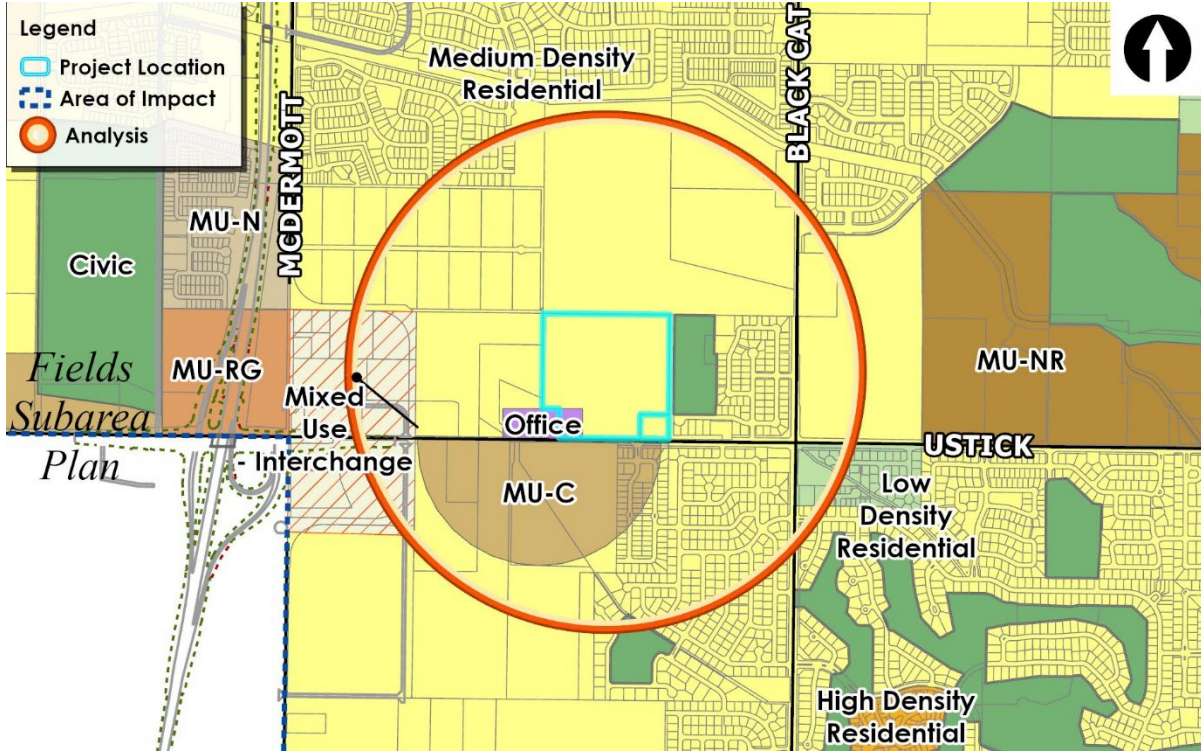 Legend
Project Location
Area of Impact
Analysis
Medium Density
Residential
MCDERMOTT
BLACK CAT
MU-N
Civic
MU-RG
Fields
Subarea
Plan
Mixed
Use
- Interchange
Office
MU-C
MU-NR
USTICK
Low
Density
Residential
High Density
Residential